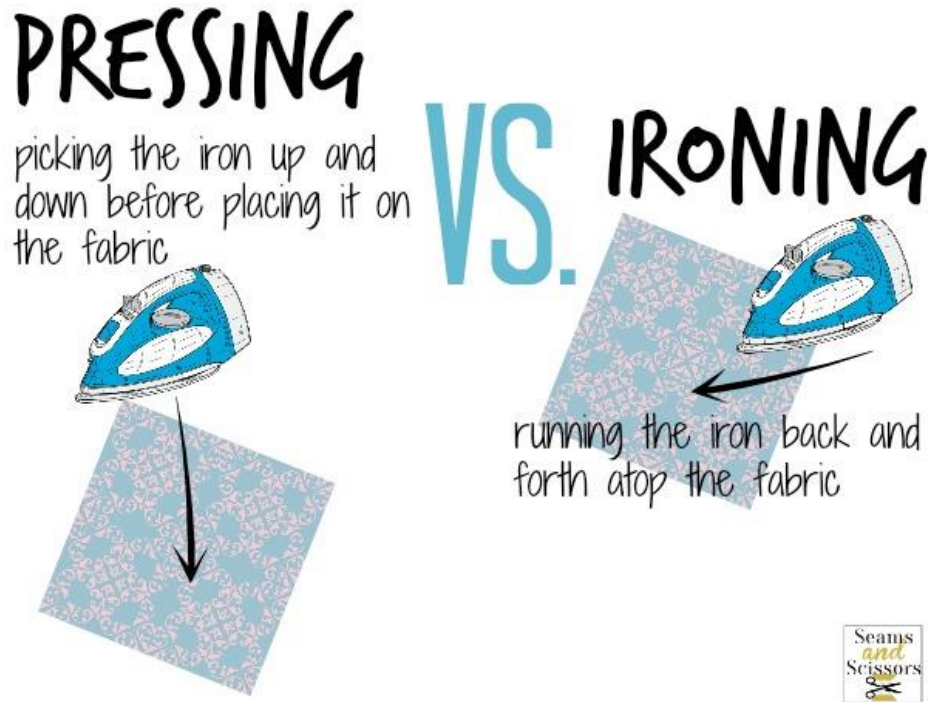 PRESSING
picking the iron up and
down before placing it on
the fabric
VS.
IRONING
running the iron back and
forth atop the fabric
Seams
and
Scissors